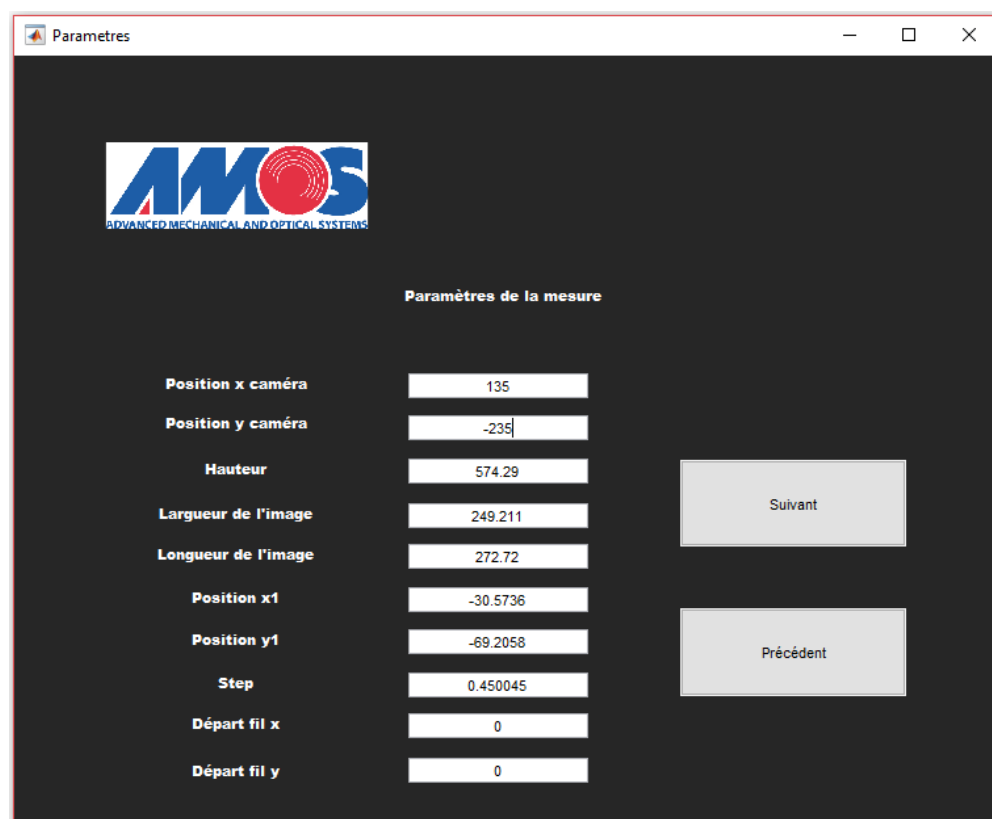 Parametres
AMOS
ADVANCED MECHANICAL AND OPTICAL SYSTEMS
Paramètres de la mesure
Position x caméra 135
Position y caméra -235
Hauteur 574.29
Largueur de l'image 249.211
Longueur de l'image 272.72
Position x1 -30.5736
Position y1 -69.2058
Step 0.450045
Départ fil x 0
Départ fil y 0
Suivant
Précédent